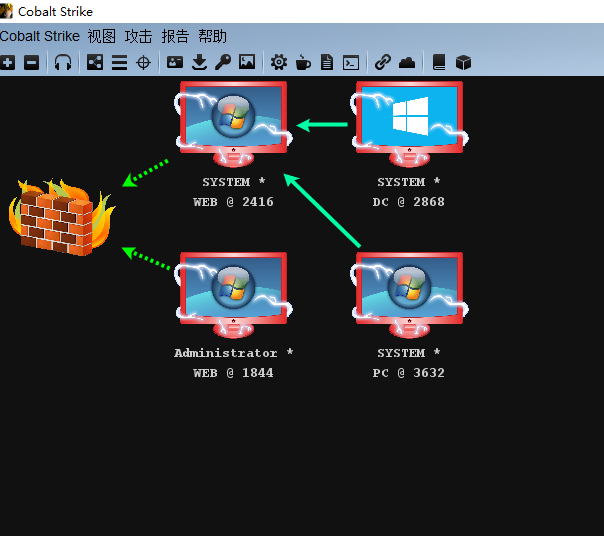 Cobalt Strike
Cobalt Strike 视图 攻击 报告 帮助
SYSTEM *
WEB @ 2416
SYSTEM *
DC @ 2868
Administrator *
WEB @ 1844
SYSTEM *
PC @ 3632